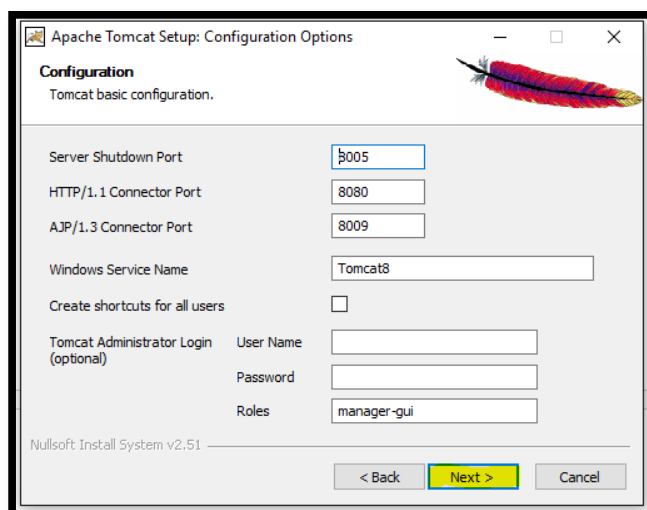 Apache Tomcat Setup: Configuration Options
Configuration
Tomcat basic configuration.
Server Shutdown Port 8005
HTTP/1.1 Connector Port 8080
AJP/1.3 Connector Port 8009
Windows Service Name Tomcat8
Create shortcuts for all users
Tomcat Administrator Login User Name
(optional)
Password
Roles manager-gui
Nullsoft Install System v2.51
< Back Next > Cancel